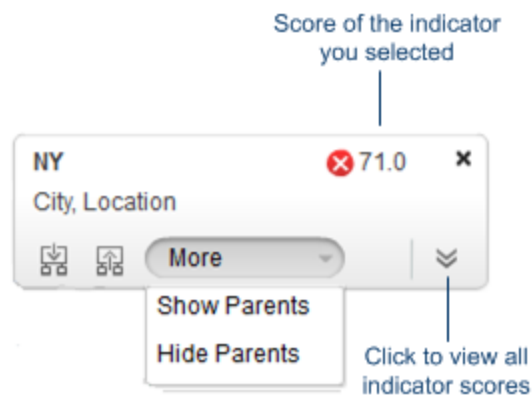 Score of the indicator
you selected
NY 71.0
City, Location
More
Show Parents
Hide Parents
Click to view all
indicator scores